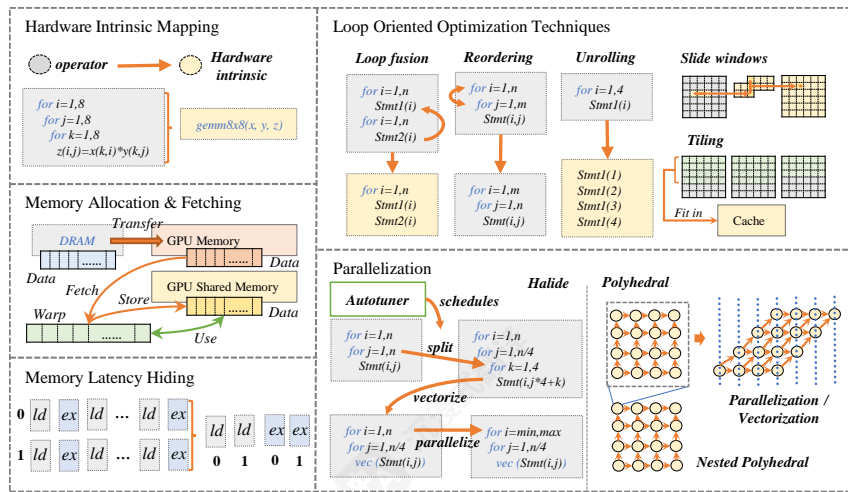 Hardware Intrinsic Mapping
operator
Hardware
intrinsic
for i=1,8
for j=1,8
for k=1,8
z(i,j)=x(k,i)*y(k,j)
gemm8x8(x, y, z)
Memory Allocation & Fetching
Transfer
DRAM
GPU Memory
......
......
Data
Data
Fetch
GPU Shared Memory
Store
......
Data
Warp
......
Use
Memory Latency Hiding
0 ld ex ld ... ld ex
1 ld ex ld ... ld ex
ld ld ex ex
0 1 0 1
Loop Oriented Optimization Techniques
Loop fusion
for i=1,n
Stmt1(i)
for i=1,n
Stmt2(i)
for i=1,n
Stmt1(i)
Stmt2(i)
Reordering
for i=1,n
for j=1,m
Stmt(i,j)
for i=1,m
for j=1,n
Stmt(i,j)
Unrolling
for i=1,4
Stmt1(i)
Stmt1(1)
Stmt1(2)
Stmt1(3)
Stmt1(4)
Slide windows
Tiling
Fit in
Cache
Parallelization
Halide
Autotuner
schedules
for i=1,n
for j=1,n
Stmt(i,j)
split
for i=1,n
for j=1,n/4
for k=1,4
Stmt(i,j*4+k)
vectorize
for i=1,n
for j=1,n/4
vec (Stmt(i,j))
parallelize
for i=min,max
for j=1,n/4
vec (Stmt(i,j))
Polyhedral
Parallelization /
Vectorization
Nested Polyhedral